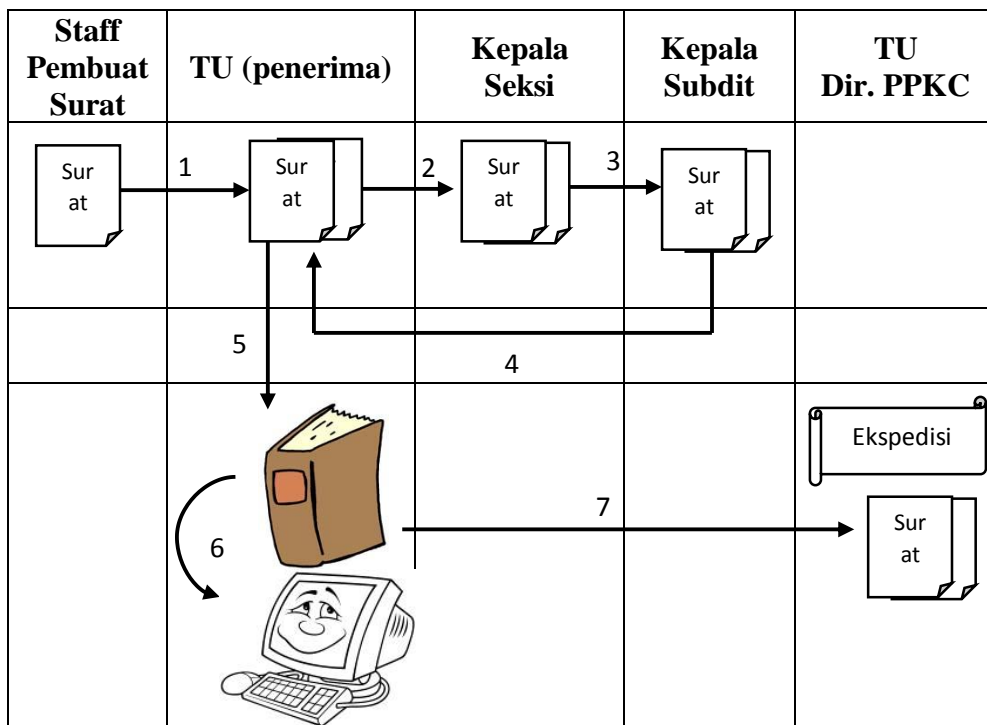 Staff
Pembuat
Surat
TU (penerima)
Kepala
Seksi
Kepala
Subdit
TU
Dir. PPKC
Sur
at
1
Sur
at
2
Sur
at
3
Sur
at
5
4
Ekspedisi
7
Sur
at
6